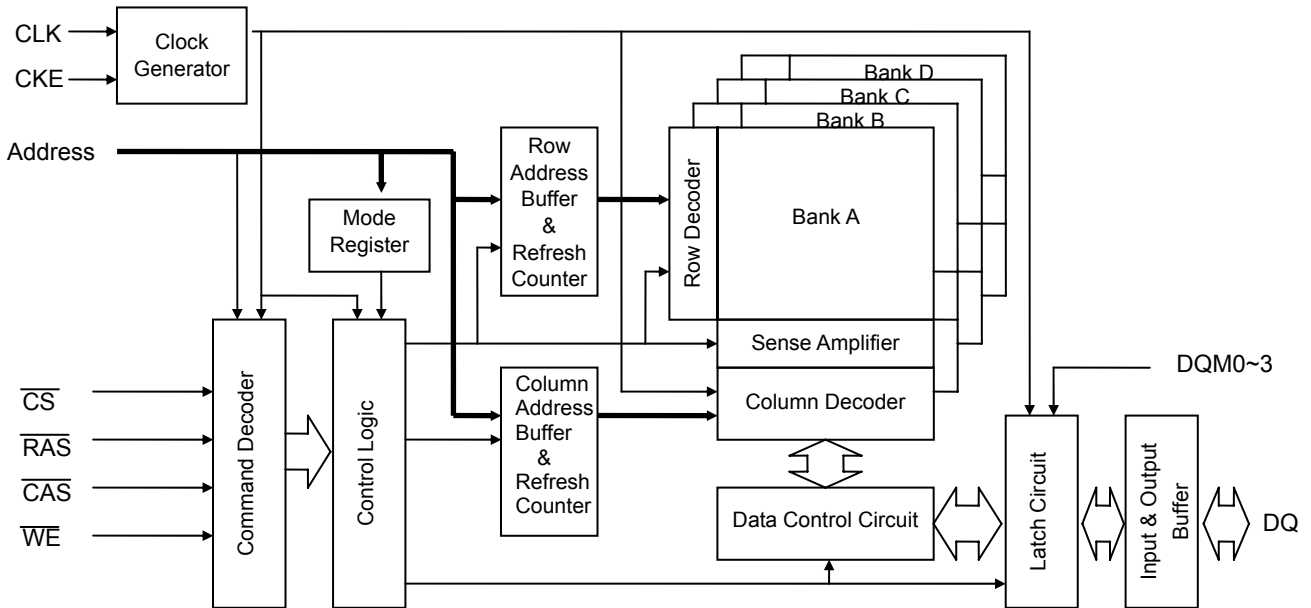 CLK
CKE
Clock
Generator
Bank D
Bank C
Bank B
Address
Row
Address
Buffer
&
Refresh
Counter
Row Decoder
Bank A
Mode
Register
Sense Amplifier
Column Decoder
DQM0~3
CS
RAS
CAS
WE
Command Decoder
Control Logic
Column
Address
Buffer
&
Refresh
Counter
Data Control Circuit
Latch Circuit
Input & Output
Buffer
DQ